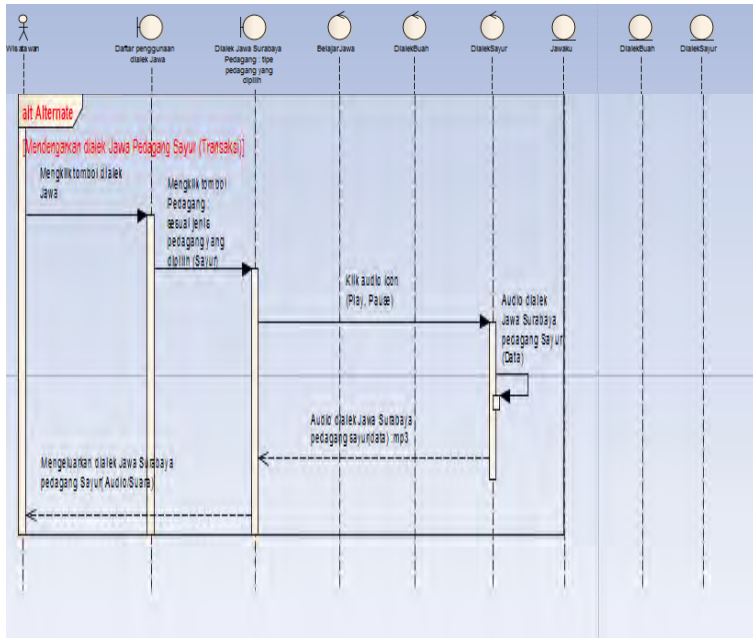 Wisatawan
Daftar penggunaan
dialek Jawa
Dialek Jawa Surabaya
Pedagang : tipe
pedagang yang
dipilih
BelajarJawa
DialekBuah
DialekSayur
Jawaku
DialekBuah
DialekSayur
alt Alternate
[Mendengarkan dialek Jawa Pedagang Sayur (Transaksi)]
Mengklik tombol dialek
Jawa
Mengklik tombol
Pedagang :
sesuai jenis
pedagang yang
dipilih (Sayur)
Klik audio icon
(Play, Pause)
Audio dialek
Jawa Surabaya
pedagang Sayur
(Data)
Audio dialek Jawa Surabaya
pedagang sayur(data) :mp3
Mengeluarkan dialek Jawa Surabaya
pedagang Sayur( Audio/Suara)